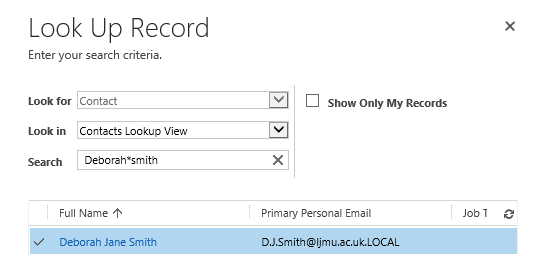 Look Up Record
Enter your search criteria.
Look for Contact
Show Only My Records
Look in Contacts Lookup View
Search Deborah*smith
Full Name ↑ Primary Personal Email Job T
Deborah Jane Smith D.J.Smith@ljmu.ac.uk.LOCAL